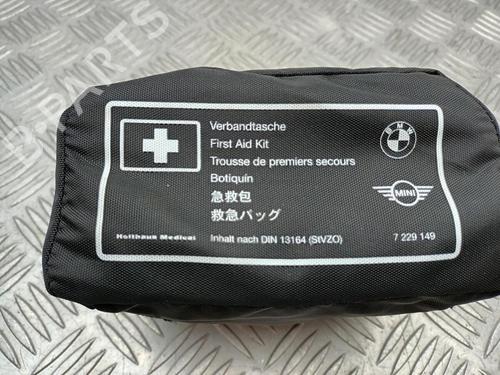 B-PARTS
Verbandtasche
First Aid Kit
Trousse de premiers secours
Botiquín
急救包
救急バッグ
BMW
MINI
Holthaus Medical
Inhalt nach DIN 13164 (StVZO)
7 229 149